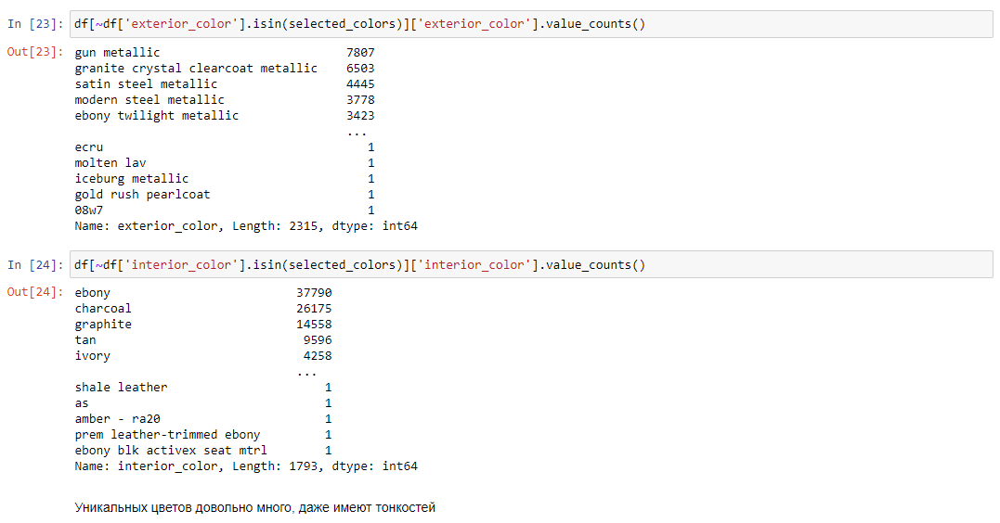 In [23]: df[~df['exterior_color'].isin(selected_colors)]['exterior_color'].value_counts()
Out[23]: gun metallic 7807
granite crystal clearcoat metallic 6503
satin steel metallic 4445
modern steel metallic 3778
ebony twilight metallic 3423
...
ecru 1
molten lav 1
iceburg metallic 1
gold rush pearlcoat 1
08w7 1
Name: exterior_color, Length: 2315, dtype: int64
In [24]: df[~df['interior_color'].isin(selected_colors)]['interior_color'].value_counts()
Out[24]: ebony 37790
charcoal 26175
graphite 14558
tan 9596
ivory 4258
...
shale leather 1
as 1
amber - ra20 1
prem leather-trimmed ebony 1
ebony blk activex seat mtrl 1
Name: interior_color, Length: 1793, dtype: int64
Уникальных цветов довольно много, даже имеют тонкостей